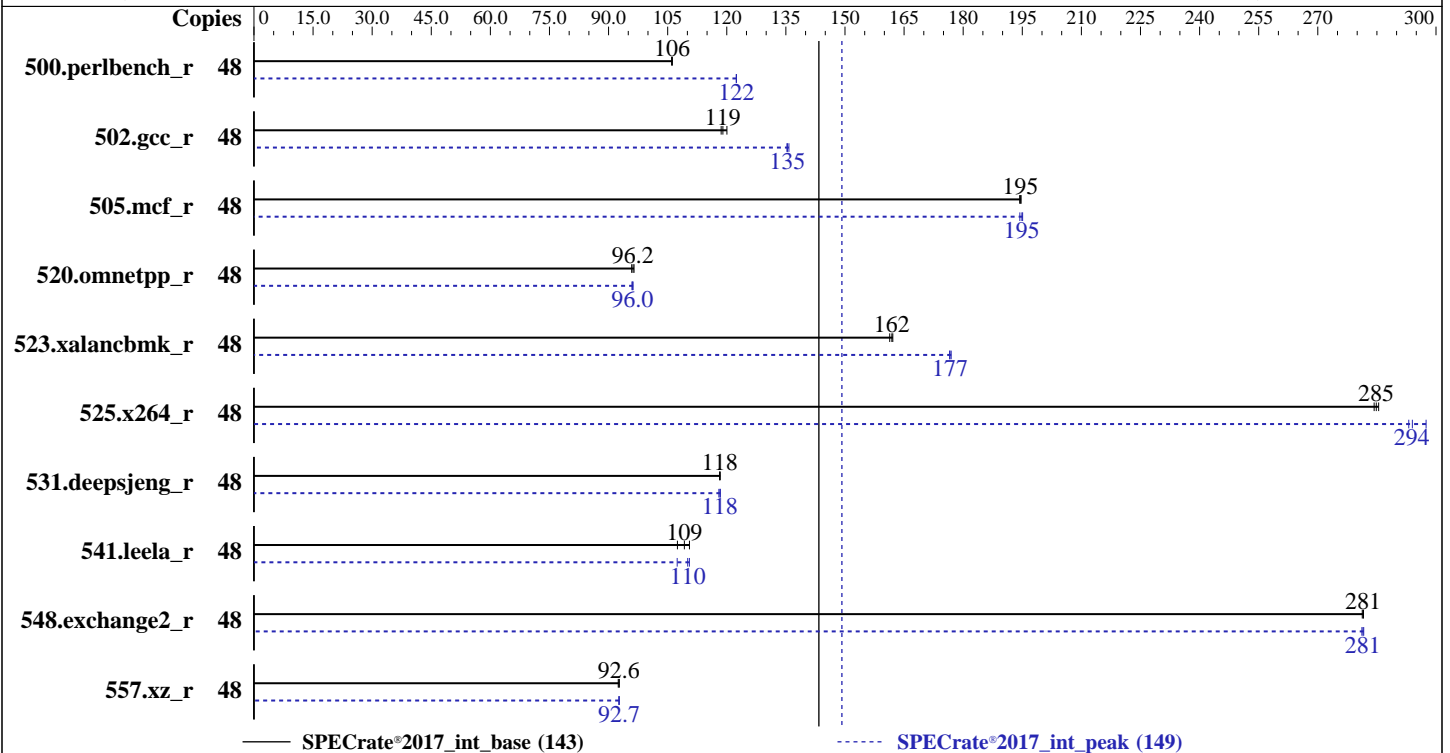 Copies 0 15.0 30.0 45.0 60.0 75.0 90.0 105 120 135 150 165 180 195 210 225 240 255 270 300
106
500.perlbench_r 48
122
119
502.gcc_r 48
135
195
505.mcf_r 48
195
96.2
520.omnetpp_r 48
96.0
162
523.xalancbmk_r 48
177
285
525.x264_r 48
294
118
531.deepsjeng_r 48
118
109
541.leela_r 48
110
281
548.exchange2_r 48
281
92.6
557.xz_r 48
92.7
SPECrate®2017_int_base (143) SPECrate®2017_int_peak (149)